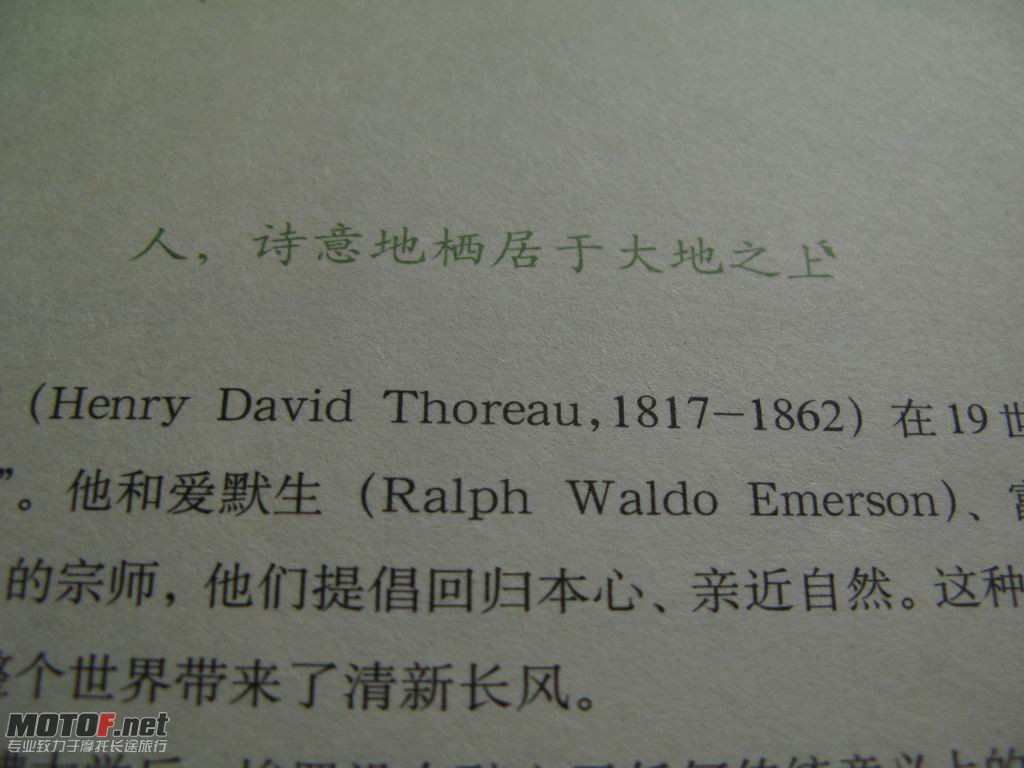 人，诗意地栖居于大地之上
(Henry David Thoreau,1817-1862) 在19世
”。他和爱默生 (Ralph Waldo Emerson)、富
的宗师，他们提倡回归本心、亲近自然。这种
整个世界带来了清新长风。
MOTOF.net
专业致力于摩托长途旅行